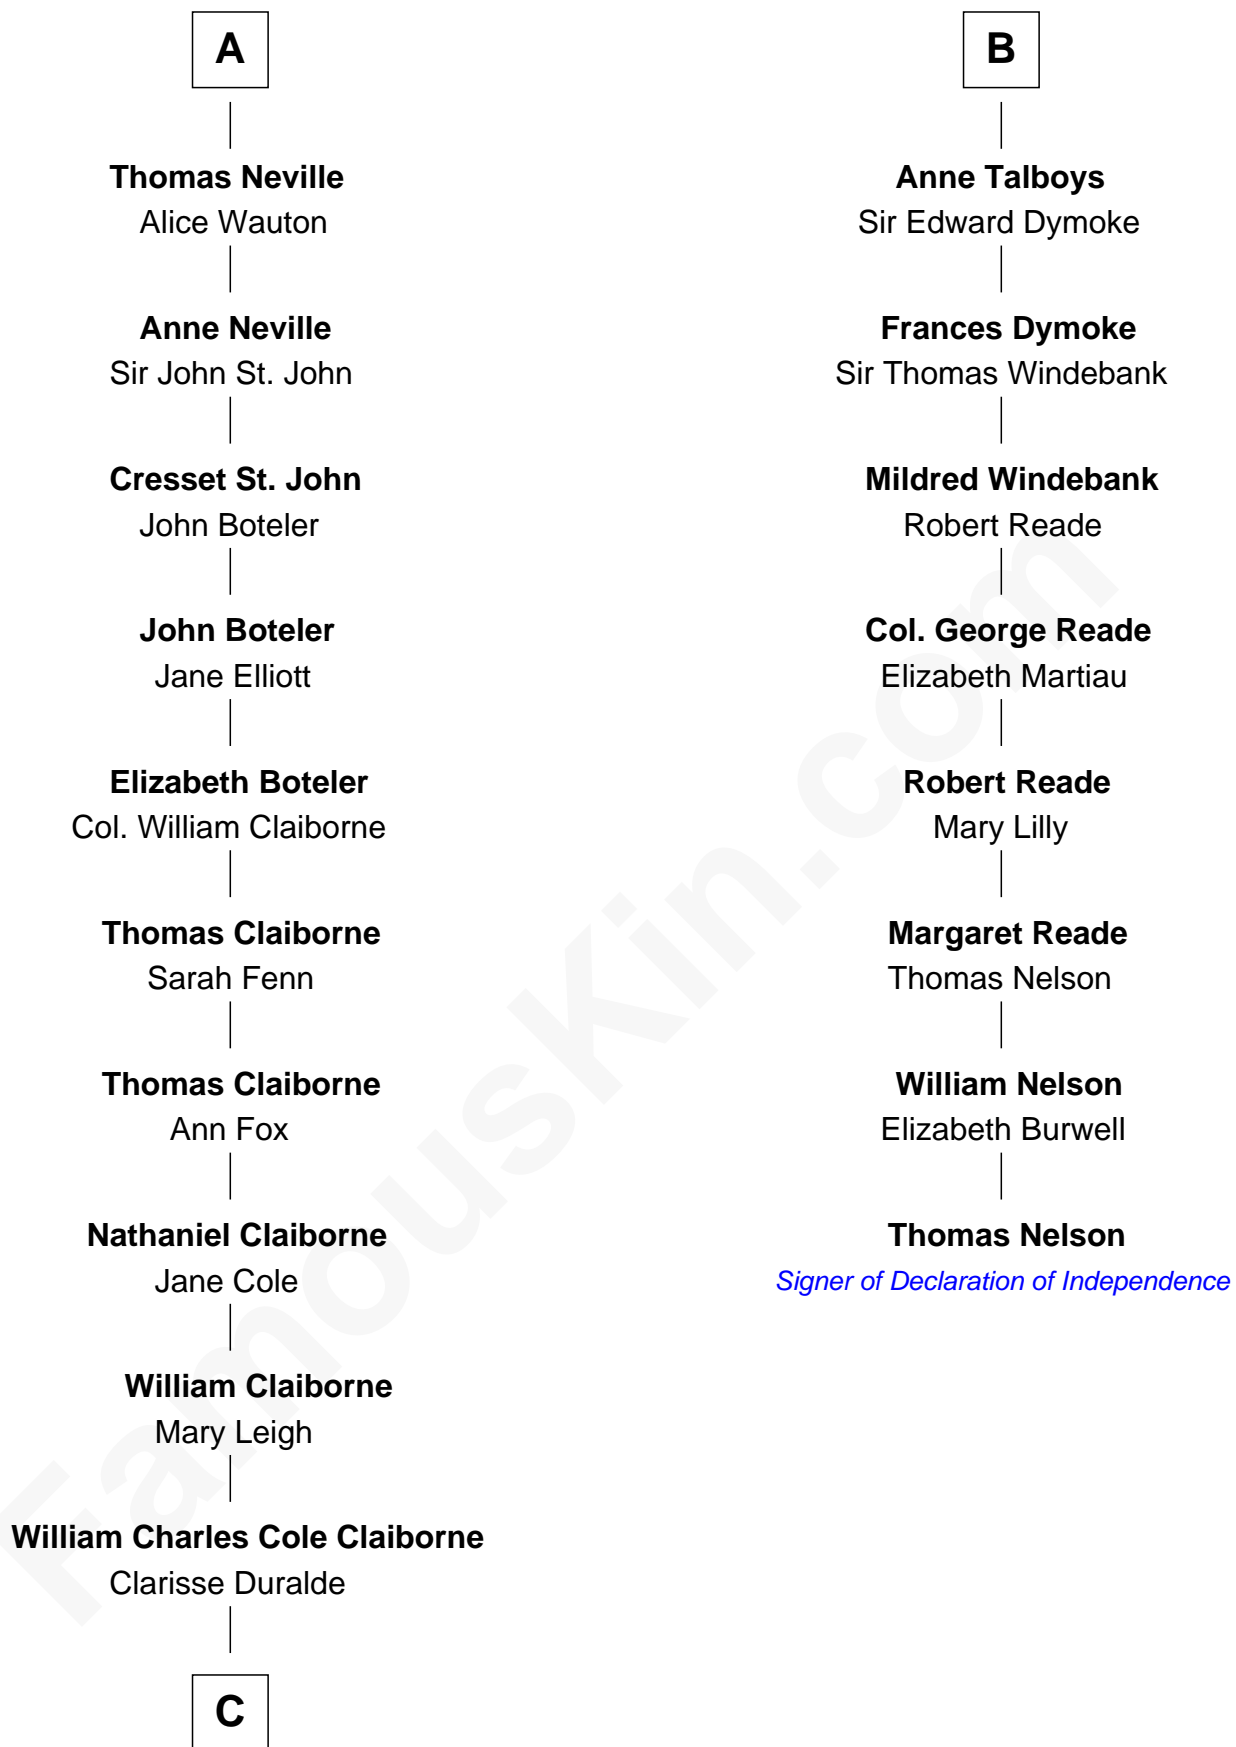 A
Thomas Neville
Alice Wauton
Anne Neville
Sir John St. John
Cresset St. John
John Boteler
John Boteler
Jane Elliott
Elizabeth Boteler
Col. William Claiborne
Thomas Claiborne
Sarah Fenn
Thomas Claiborne
Ann Fox
Nathaniel Claiborne
Jane Cole
William Claiborne
Mary Leigh
William Charles Cole Claiborne
Clarisse Duralde
C
B
Anne Talboys
Sir Edward Dymoke
Frances Dymoke
Sir Thomas Windebank
Mildred Windebank
Robert Reade
Col. George Reade
Elizabeth Martiau
Robert Reade
Mary Lilly
Margaret Reade
Thomas Nelson
William Nelson
Elizabeth Burwell
Thomas Nelson
Signer of Declaration of Independence
FamousKin.com